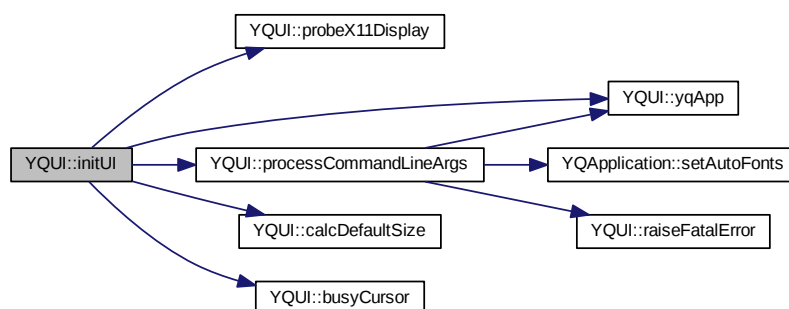 YQUI::probeX11Display
YQUI::yqApp
YQUI::initUI
YQUI::processCommandLineArgs
YQApplication::setAutoFonts
YQUI::calcDefaultSize
YQUI::raiseFatalError
YQUI::busyCursor